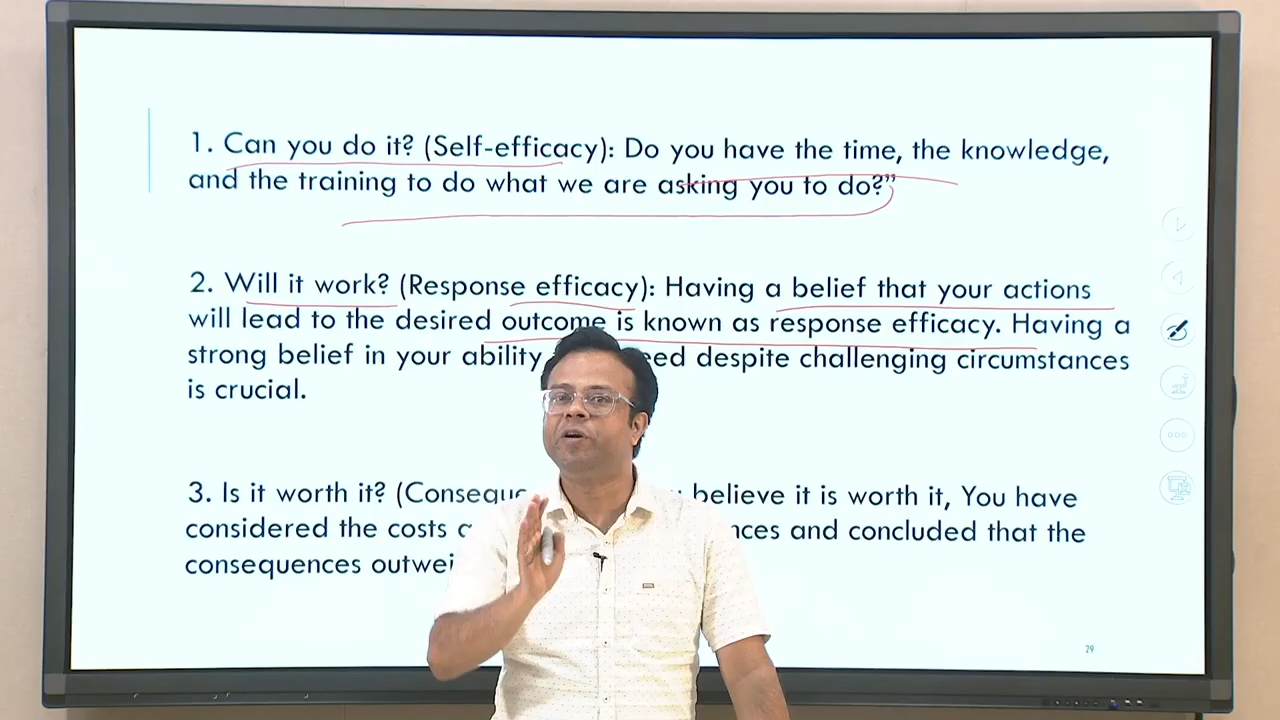 1. Can you do it? (Self-efficacy): Do you have the time, the knowledge,
and the training to do what we are asking you to do?”
2. Will it work? (Response efficacy): Having a belief that your actions
will lead to the desired outcome is known as response efficacy. Having a
strong belief in your ability despite challenging circumstances
is crucial.
3. Is it worth it? believe it is worth it, You have
considered the costs and concluded that the
consequences
29